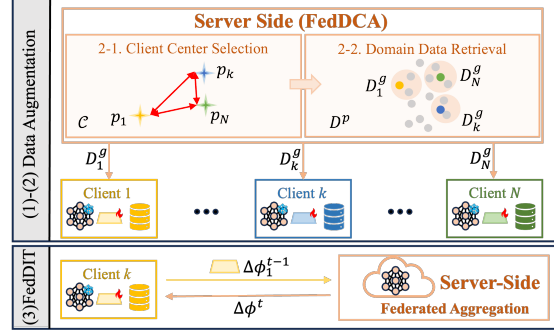 (1)-(2) Data Augmentation
Server Side (FedDCA)
2-1. Client Center Selection
p_k
p_1
p_N
𝒞
2-2. Domain Data Retrieval
D_1^g
D_N^g
D_k^g
D^p
D_1^g
D_k^g
D_N^g
Client 1
Client k
Client N
(3)FedDIT
Client k
Δϕ_1^{t-1}
Δϕ^t
Server-Side
Federated Aggregation